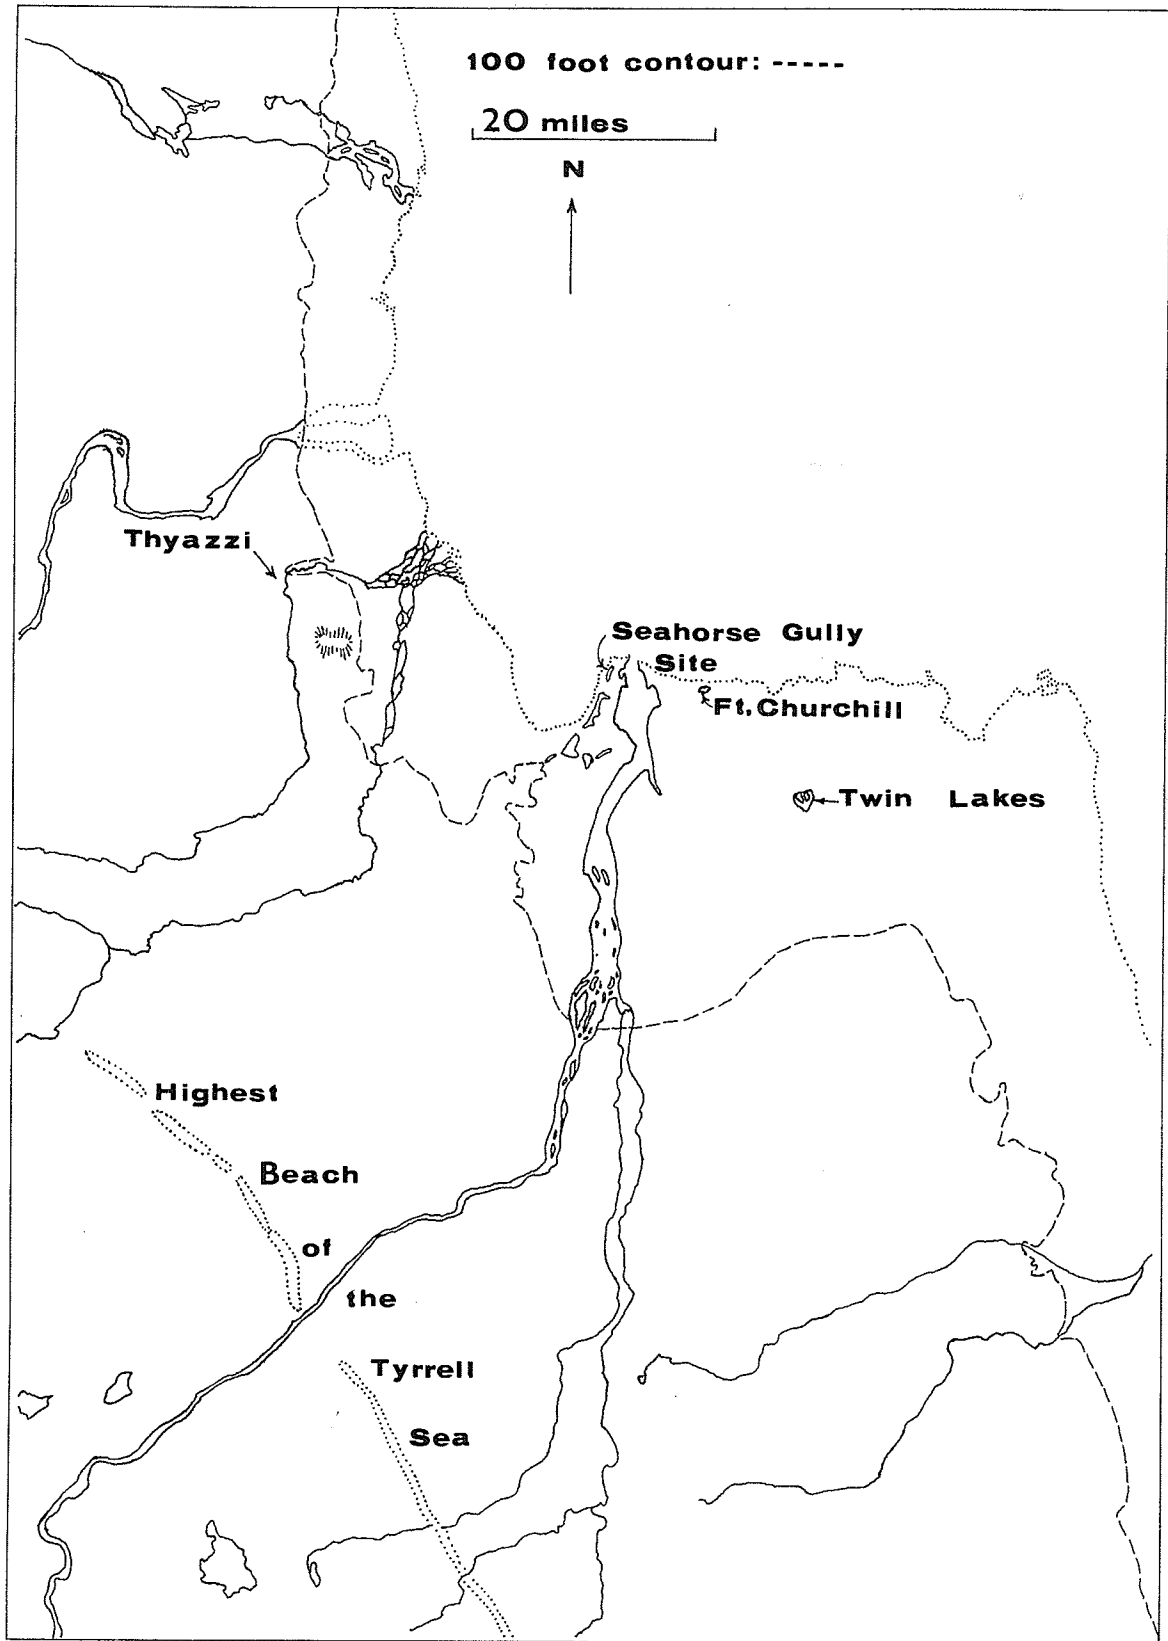 100 foot contour: -----
20 miles
N
Thyazzi
Seahorse Gully
Site
Ft. Churchill
Twin Lakes
Highest
Beach
of
the
Tyrrell
Sea